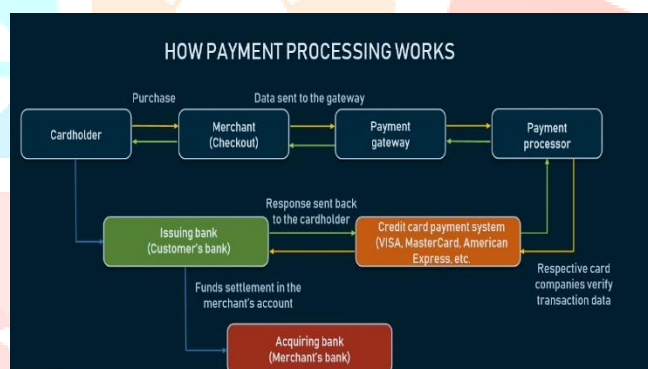 HOW PAYMENT PROCESSING WORKS
Purchase
Data sent to the gateway
Cardholder
Merchant
(Checkout)
Payment
gateway
Payment
processor
Response sent back
to the cardholder
Issuing bank
(Customer's bank)
Credit card payment system
(VISA, MasterCard, American
Express, etc.
Respective card
companies verify
transaction data
Funds settlement in the
merchant's account
Acquiring bank
(Merchant's bank)